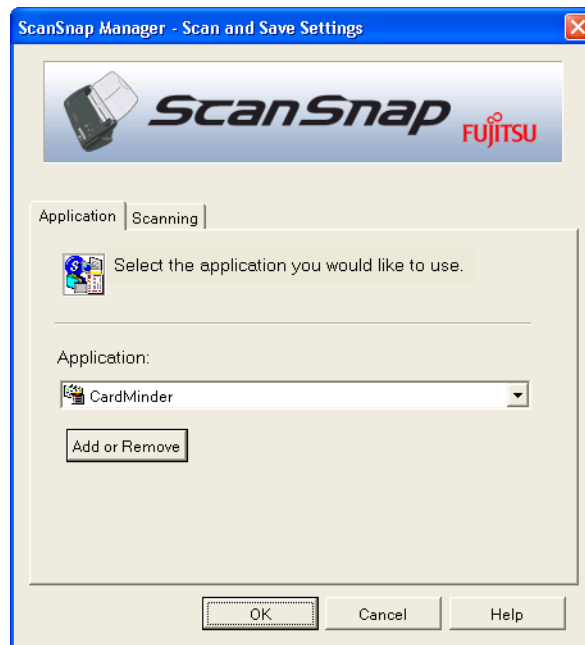 ScanSnap Manager - Scan and Save Settings
ScanSnap FUJITSU
Application Scanning
Select the application you would like to use.
Application:
CardMinder
Add or Remove
OK Cancel Help